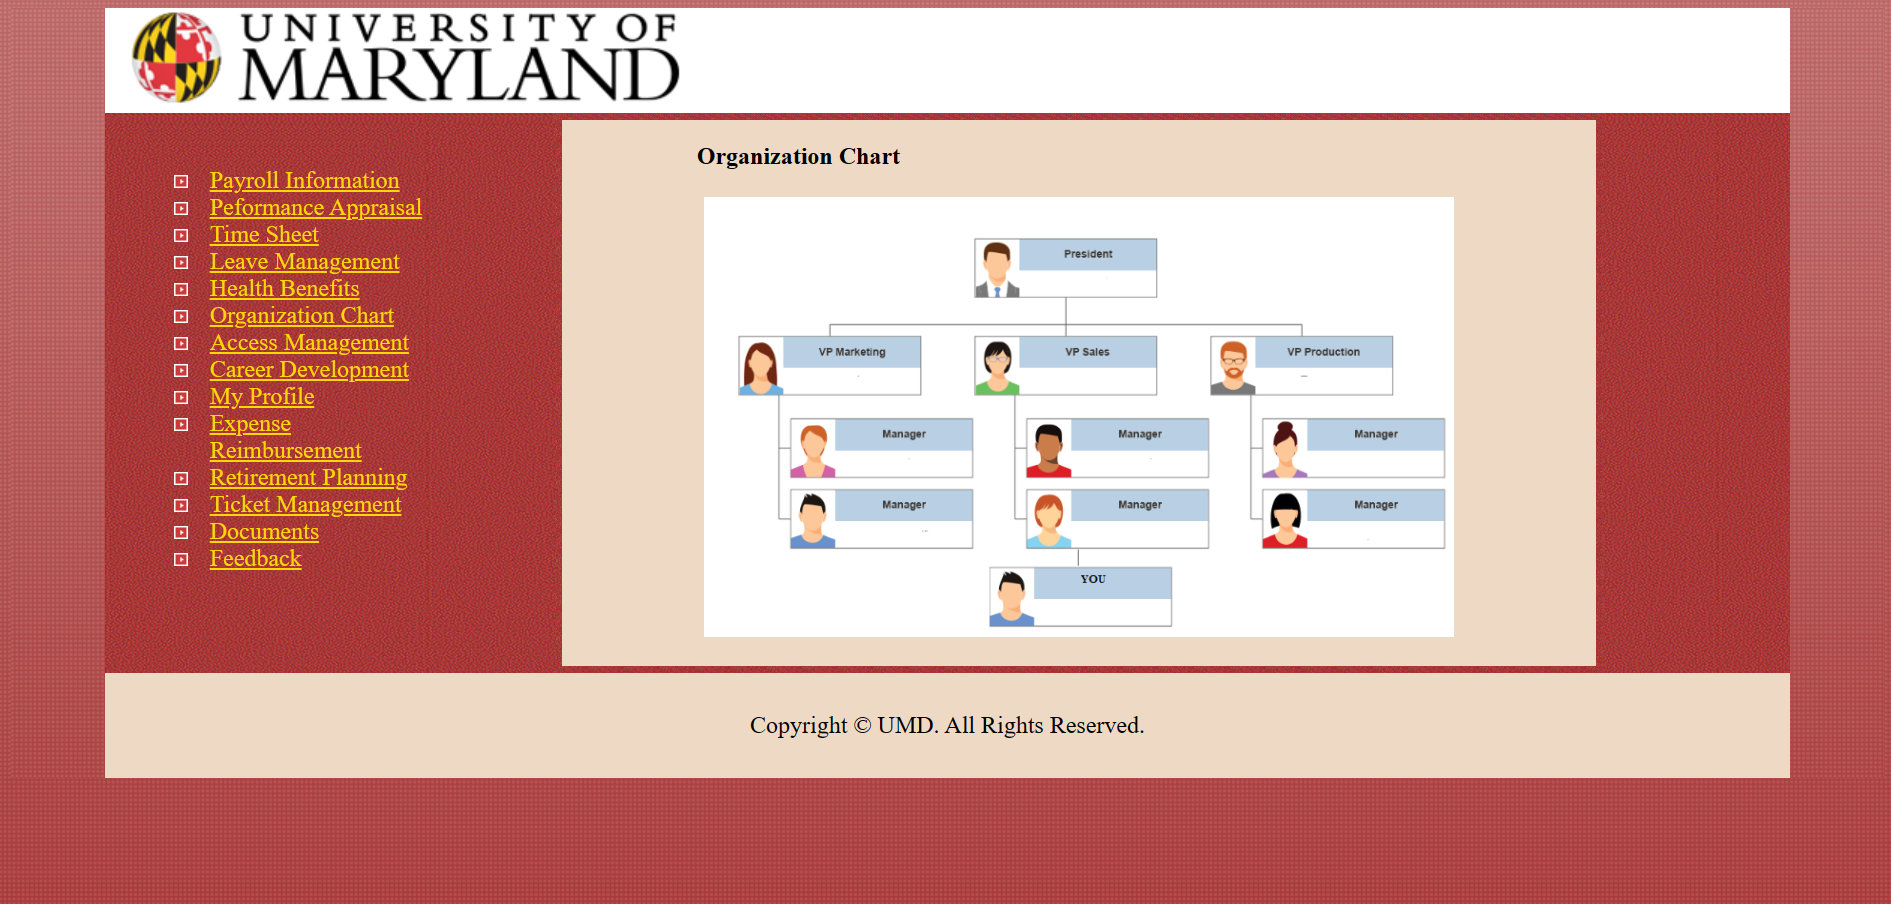 UNIVERSITY OF
MARYLAND
Payroll Information
Peformance Appraisal
Time Sheet
Leave Management
Health Benefits
Organization Chart
Access Management
Career Development
My Profile
Expense
Reimbursement
Retirement Planning
Ticket Management
Documents
Feedback
Organization Chart
President
VP Marketing
VP Sales
VP Production
Manager
Manager
Manager
Manager
Manager
Manager
YOU
Copyright © UMD. All Rights Reserved.